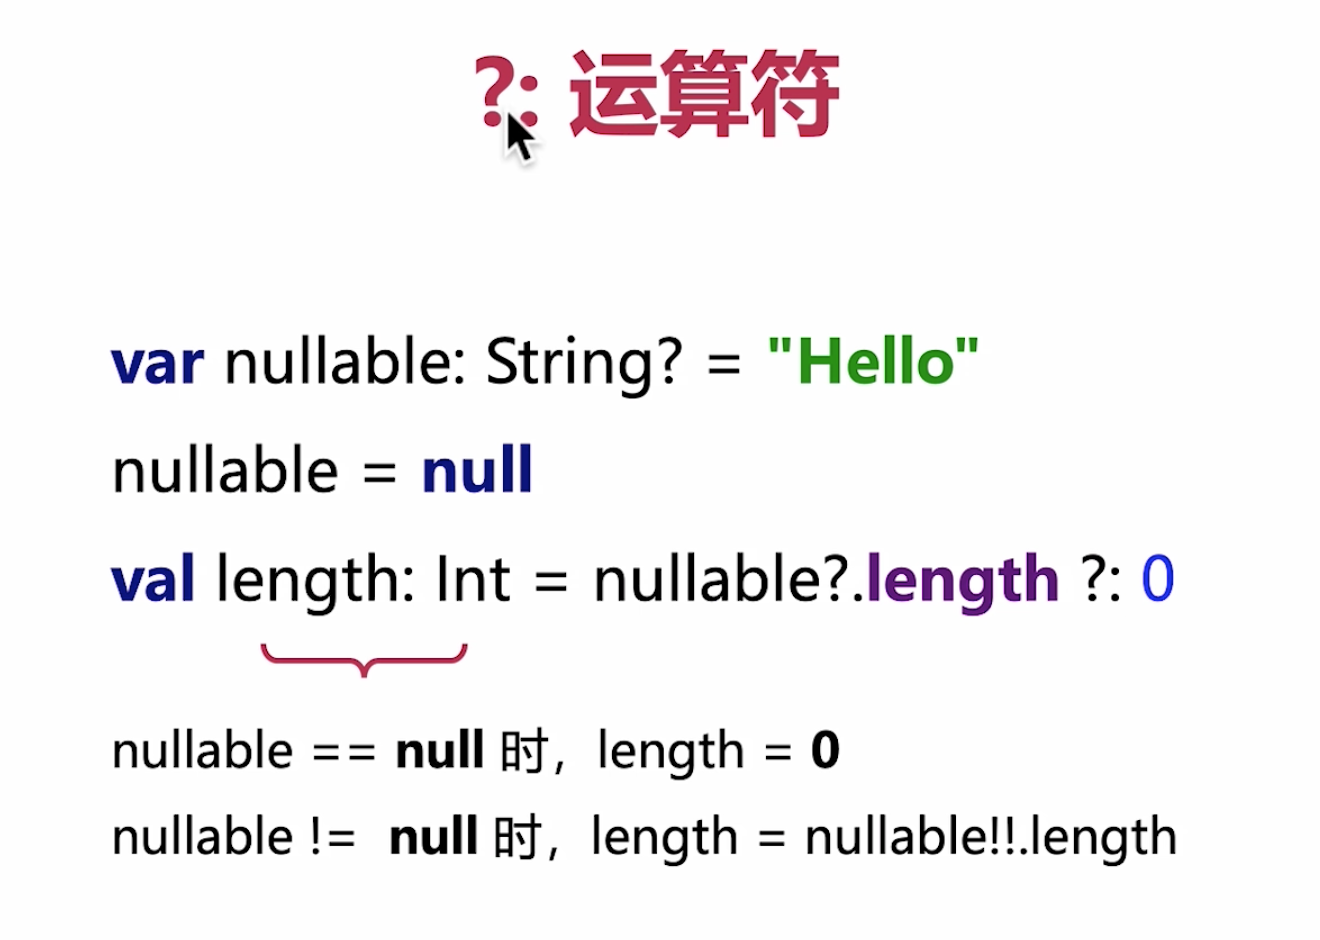 ?: 运算符
var nullable: String? = "Hello"
nullable = null
val length: Int = nullable?.length ?: 0
nullable == null 时，length = 0
nullable != null 时，length = nullable!!.length